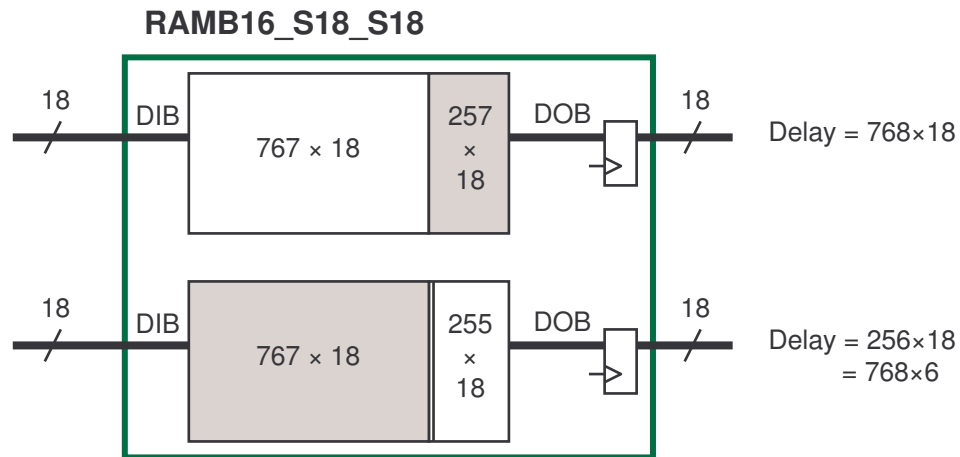 RAMB16_S18_S18
18
DIB
767 × 18
257
×
18
DOB
18
Delay = 768×18
18
DIB
767 × 18
255
×
18
DOB
18
Delay = 256×18
= 768×6